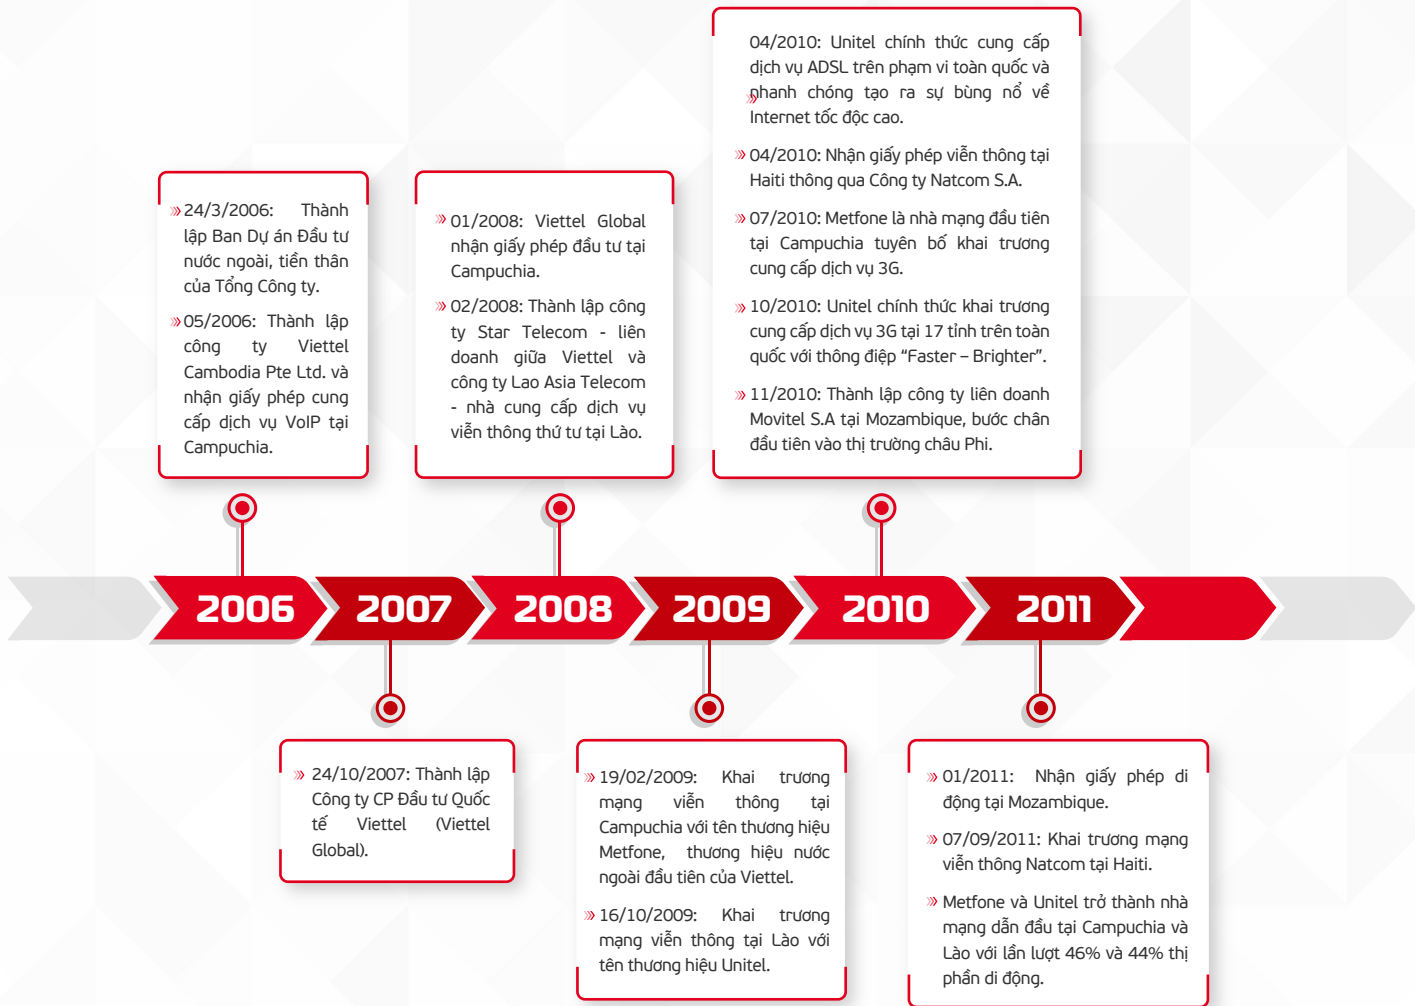 04/2010: Unitel chính thức cung cấp
dịch vụ ADSL trên phạm vi toàn quốc và
nhanh chóng tạo ra sự bùng nổ về
Internet tốc độ cao.
04/2010: Nhận giấy phép viễn thông tại
Haiti thông qua Công ty Natcom S.A.
07/2010: Metfone là nhà mạng đầu tiên
tại Campuchia tuyên bố khai trương
cung cấp dịch vụ 3G.
10/2010: Unitel chính thức khai trương
cung cấp dịch vụ 3G tại 17 tỉnh trên toàn
quốc với thông điệp “Faster – Brighter”.
11/2010: Thành lập công ty liên doanh
Movitel S.A tại Mozambique, bước chân
đầu tiên vào thị trường châu Phi.
24/3/2006: Thành
lập Ban Dự án Đầu tư
nước ngoài, tiền thân
của Tổng Công ty.
05/2006: Thành lập
công ty Viettel
Cambodia Pte Ltd. và
nhận giấy phép cung
cấp dịch vụ VoIP tại
Campuchia.
01/2008: Viettel Global
nhận giấy phép đầu tư tại
Campuchia.
02/2008: Thành lập công
ty Star Telecom - liên
doanh giữa Viettel và
công ty Lao Asia Telecom
- nhà cung cấp dịch vụ
viễn thông thứ tư tại Lào.
2006
2007
2008
2009
2010
2011
24/10/2007: Thành lập
Công ty CP Đầu tư Quốc
tế Viettel (Viettel
Global).
19/02/2009: Khai trương
mạng viễn thông tại
Campuchia với tên thương hiệu
Metfone, thương hiệu nước
ngoài đầu tiên của Viettel.
16/10/2009: Khai trương
mạng viễn thông tại Lào với
tên thương hiệu Unitel.
01/2011: Nhận giấy phép di
động tại Mozambique.
07/09/2011: Khai trương mạng
viễn thông Natcom tại Haiti.
Metfone và Unitel trở thành nhà
mạng dẫn đầu tại Campuchia và
Lào với lần lượt 46% và 44% thị
phần di động.